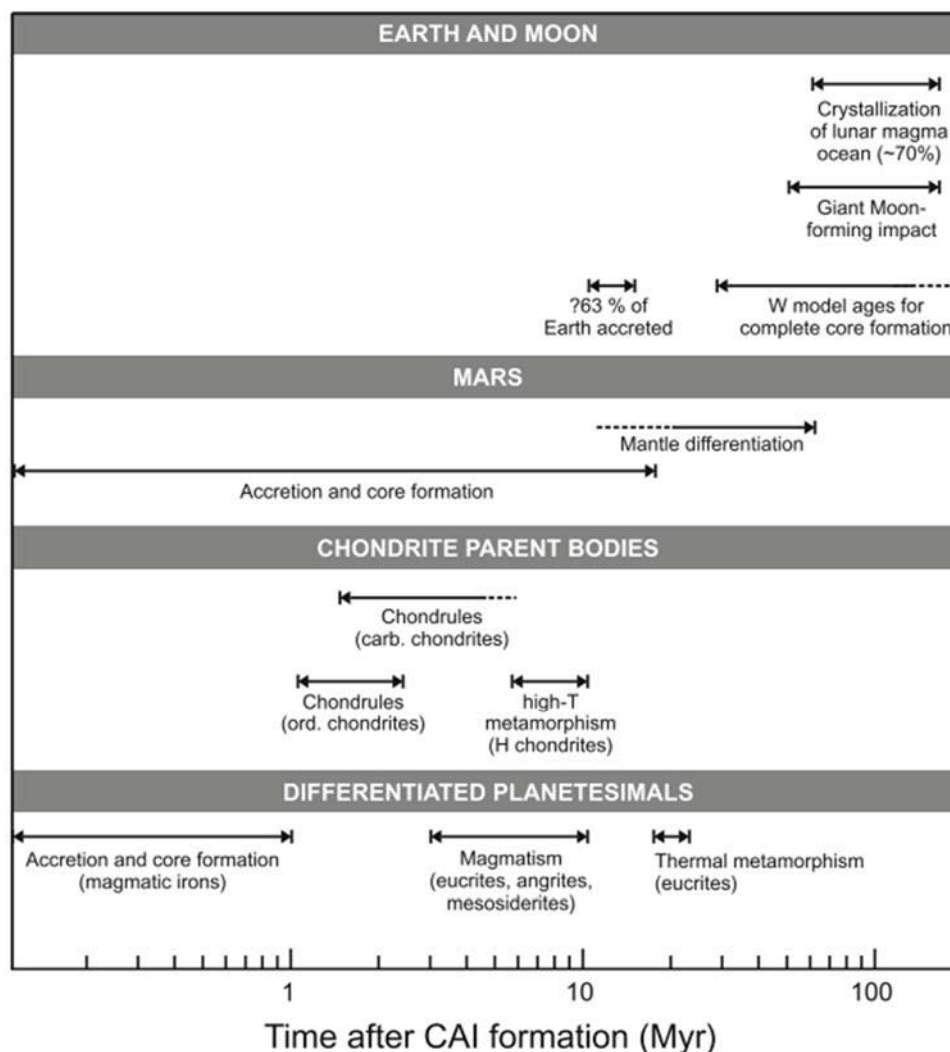 EARTH AND MOON
Crystallization
of lunar magma
ocean (~70%)
Giant Moon-
forming impact
?63 % of
Earth accreted
W model ages for
complete core formation
MARS
Mantle differentiation
Accretion and core formation
CHONDRITE PARENT BODIES
Chondrules
(carb. chondrites)
Chondrules
(ord. chondrites)
high-T
metamorphism
(H chondrites)
DIFFERENTIATED PLANETESIMALS
Accretion and core formation
(magmatic irons)
Magmatism
(eucrites, angrites,
mesosiderites)
Thermal metamorphism
(eucrites)
1 10 100
Time after CAI formation (Myr)